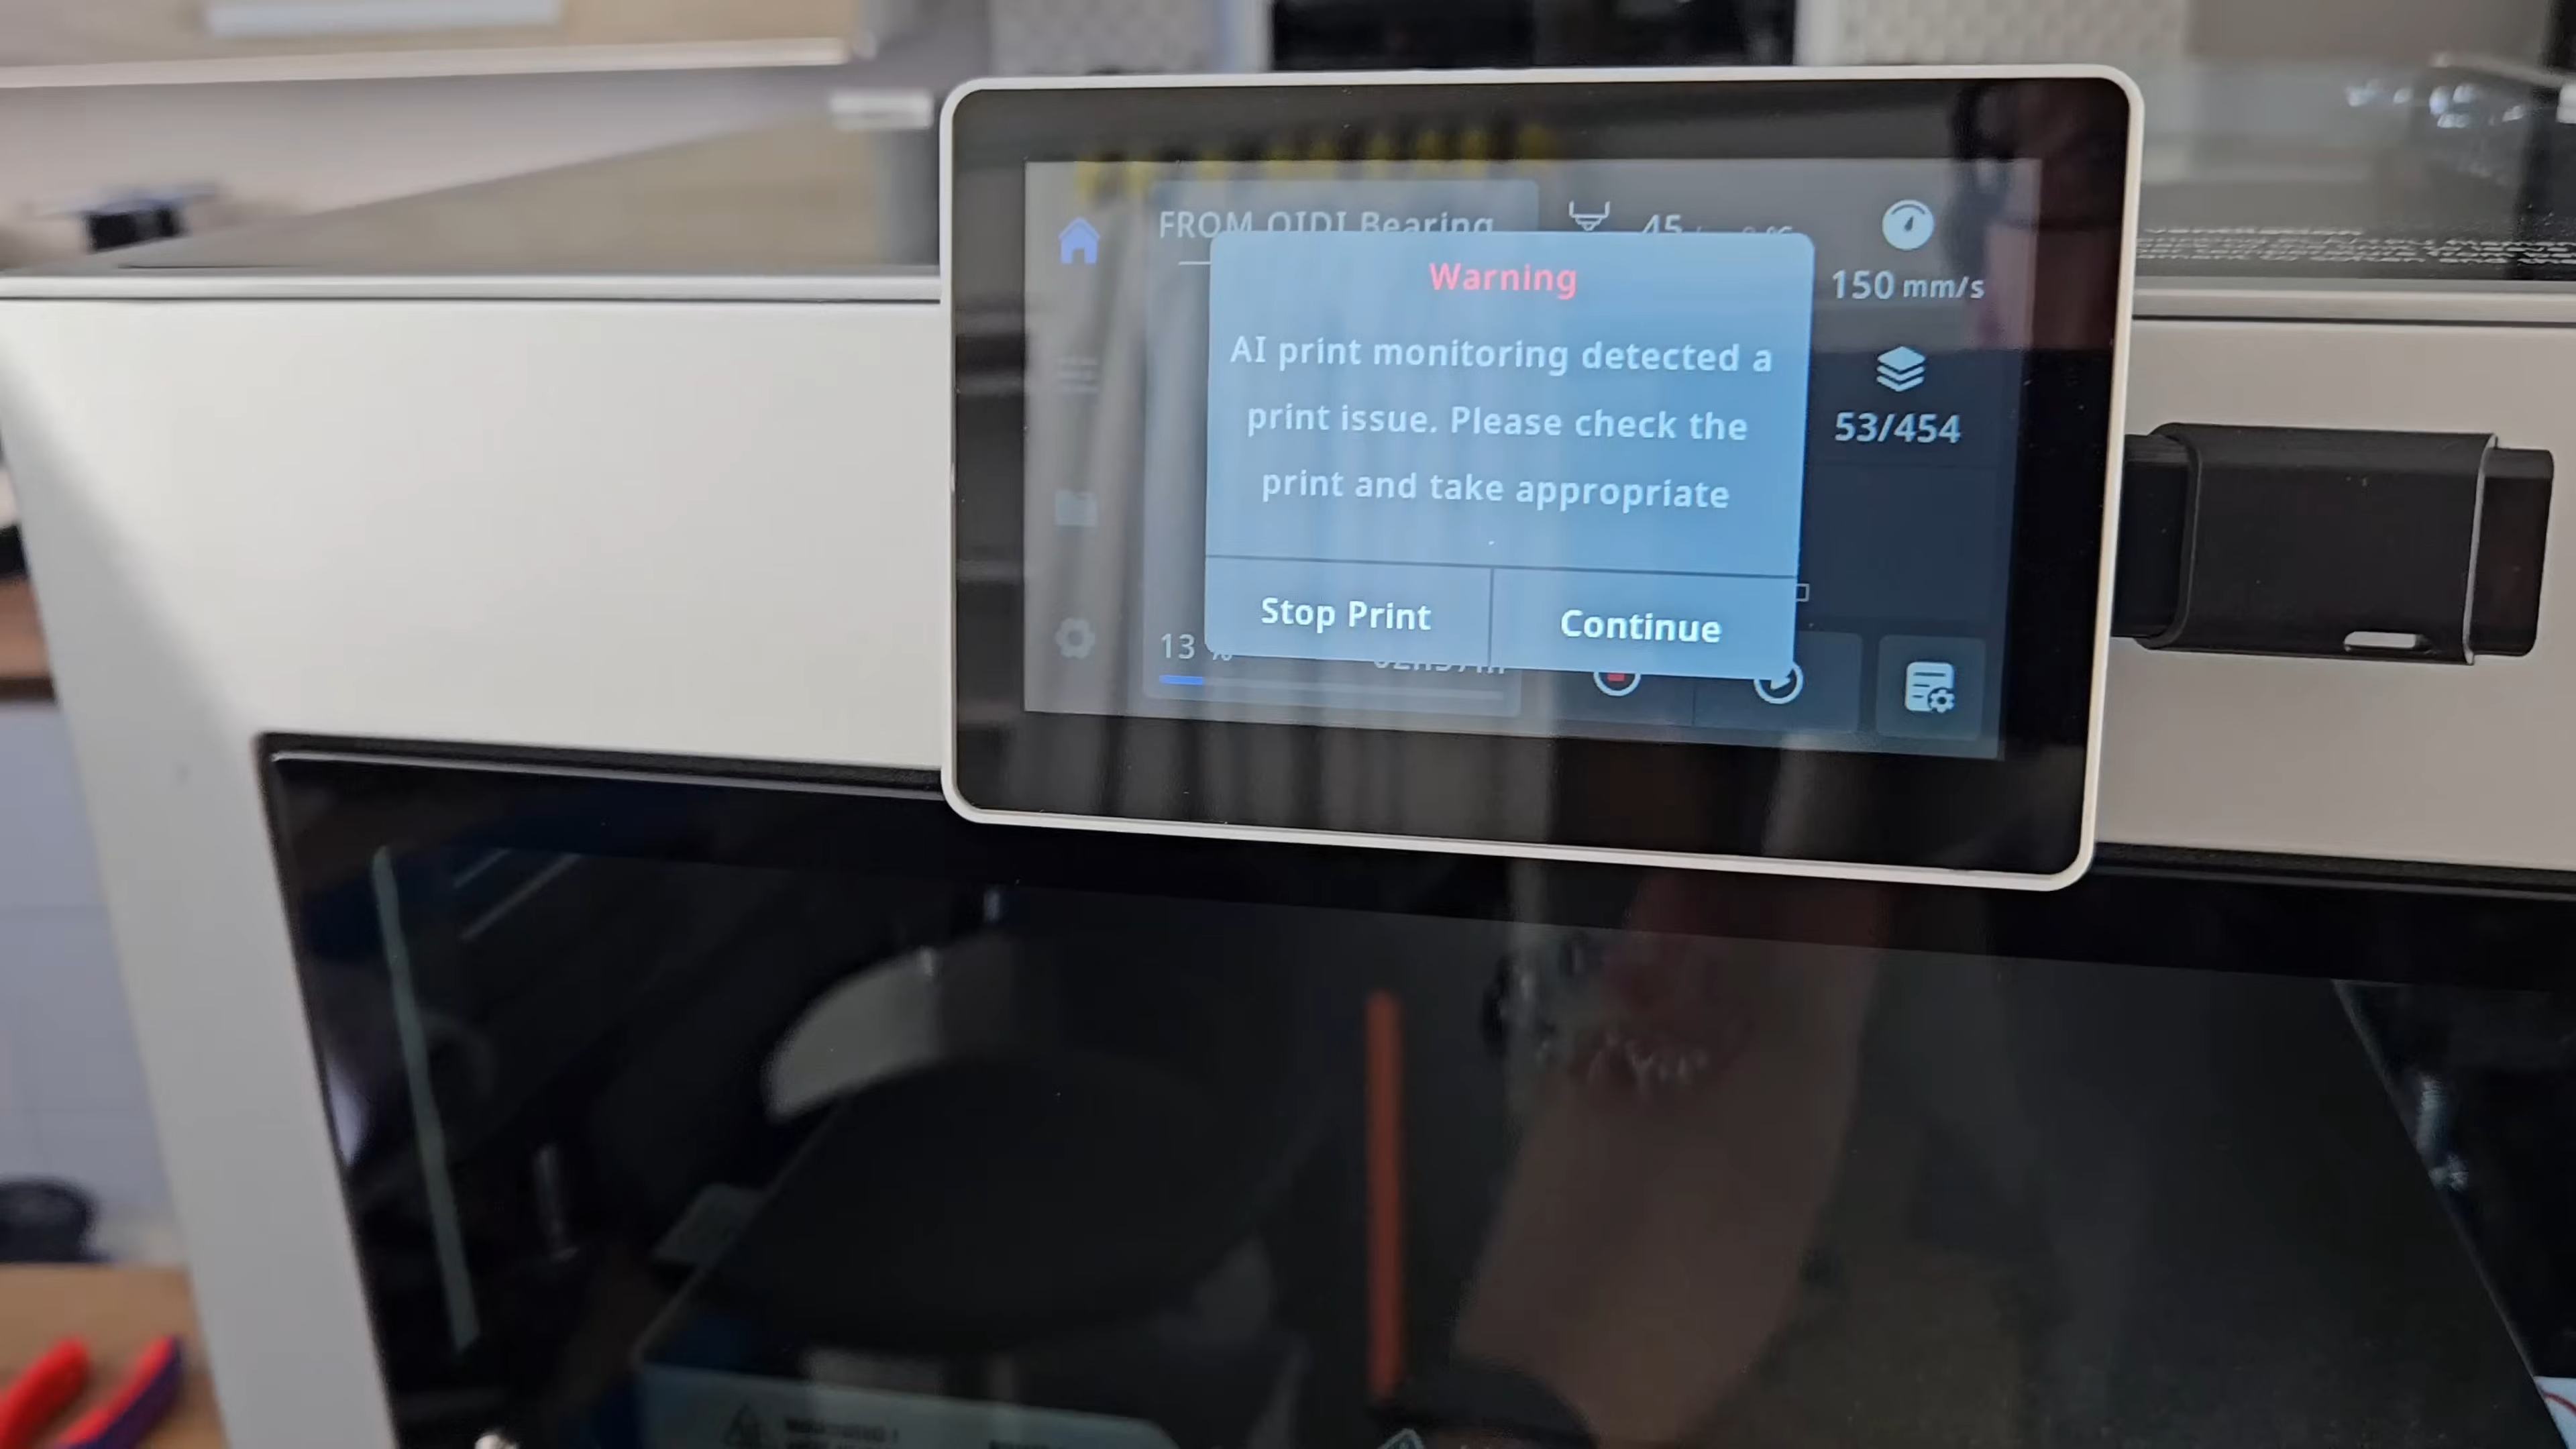 FROM QIDI Bearing
45
150 mm/s
Warning
AI print monitoring detected a
print issue. Please check the
print and take appropriate
53/454
Stop Print
Continue
13 %